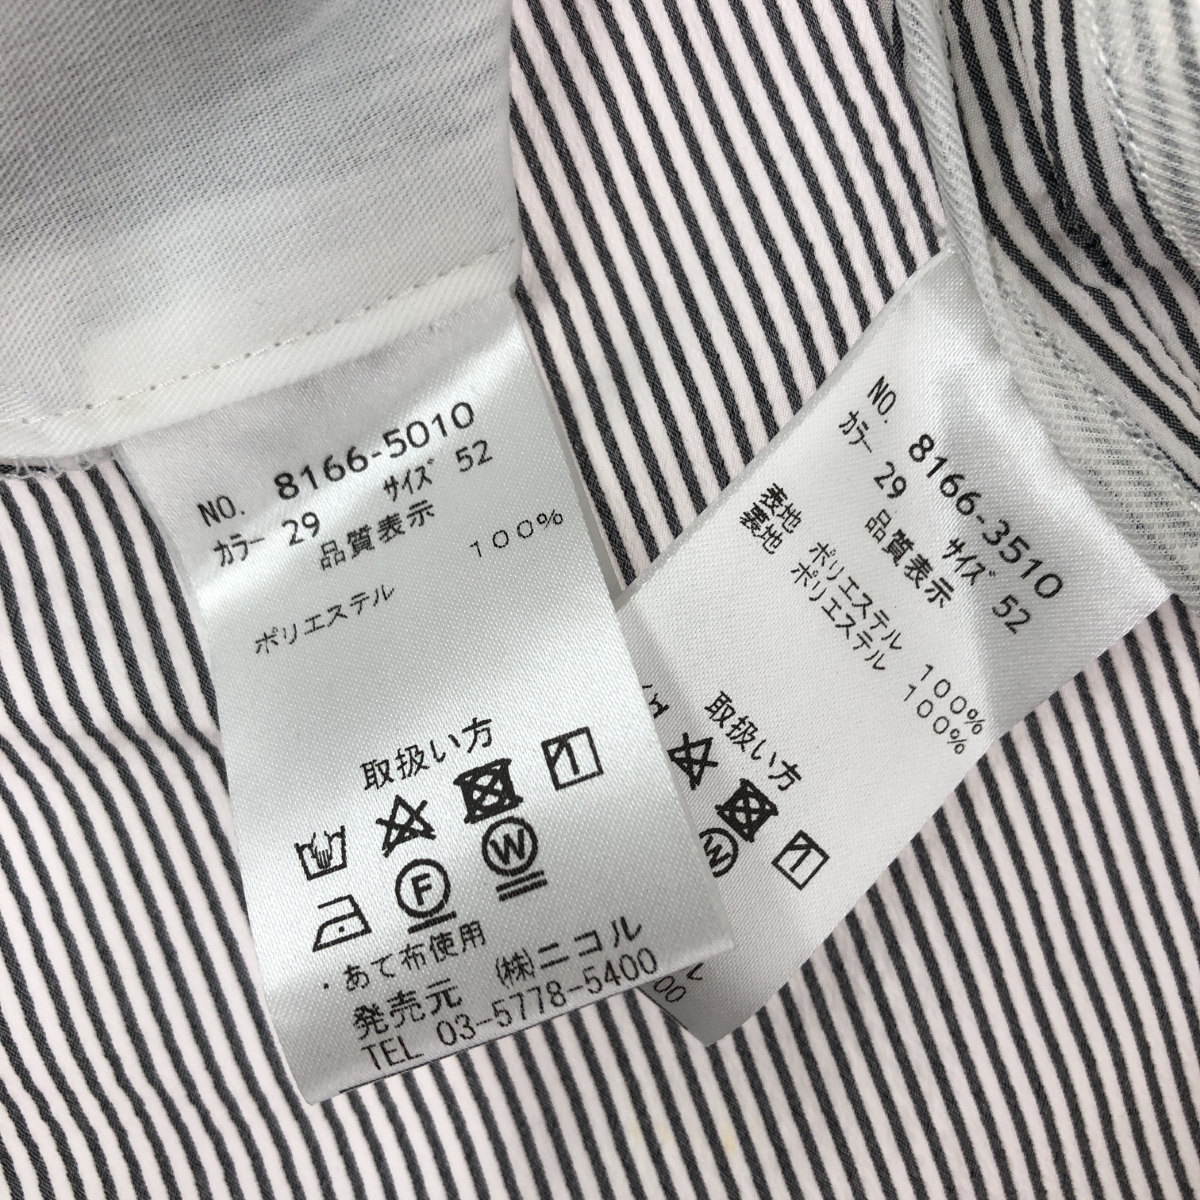 NO. 8166-5010
カラー 29 サイズ 52
品質表示
ポリエステル 100%
取扱い方
F W
・あて布使用
発売元 (株)ニコル
TEL 03-5778-5400
NO. 8166-3510
カラー 29 サイズ 52
品質表示
表地 ポリエステル 100%
裏地 ポリエステル 100%
取扱い方
W
ル
00